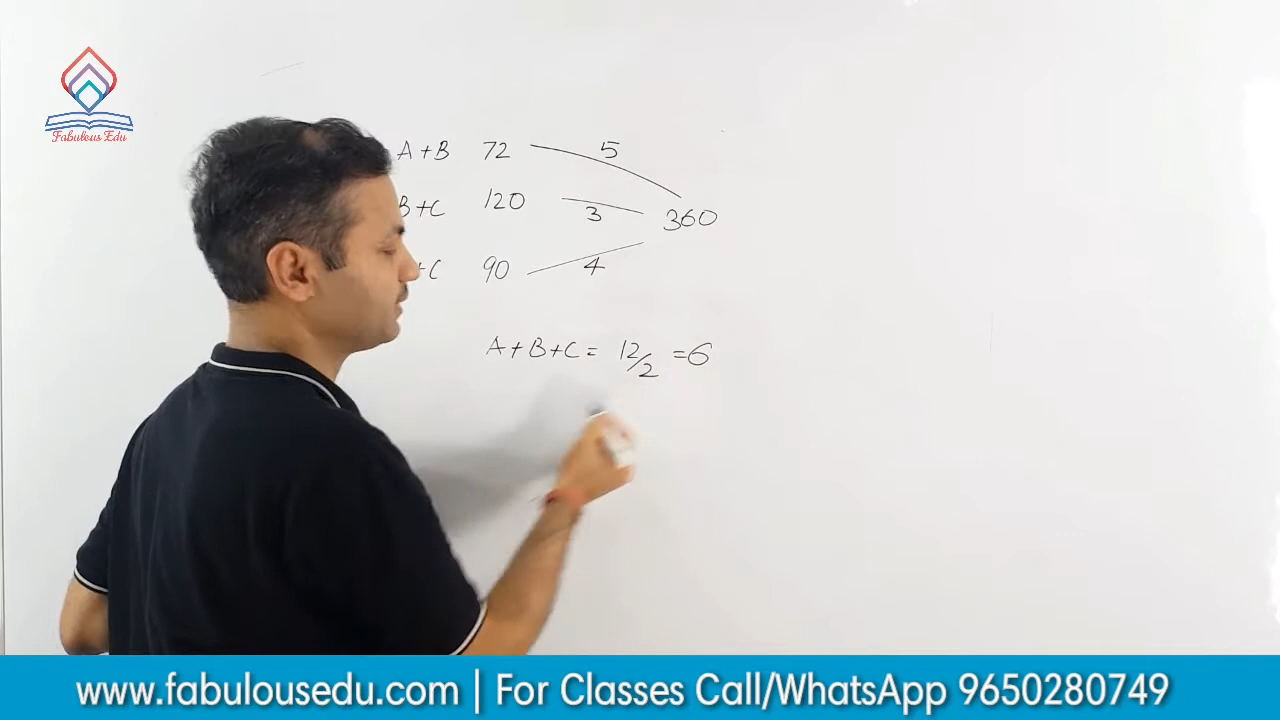 Fabulous Edu
A+B 72 5
B+C 120 3 360
+C 90 4
A+B+C = 12/2 = 6
www.fabulousedu.com | For Classes Call/WhatsApp 9650280749